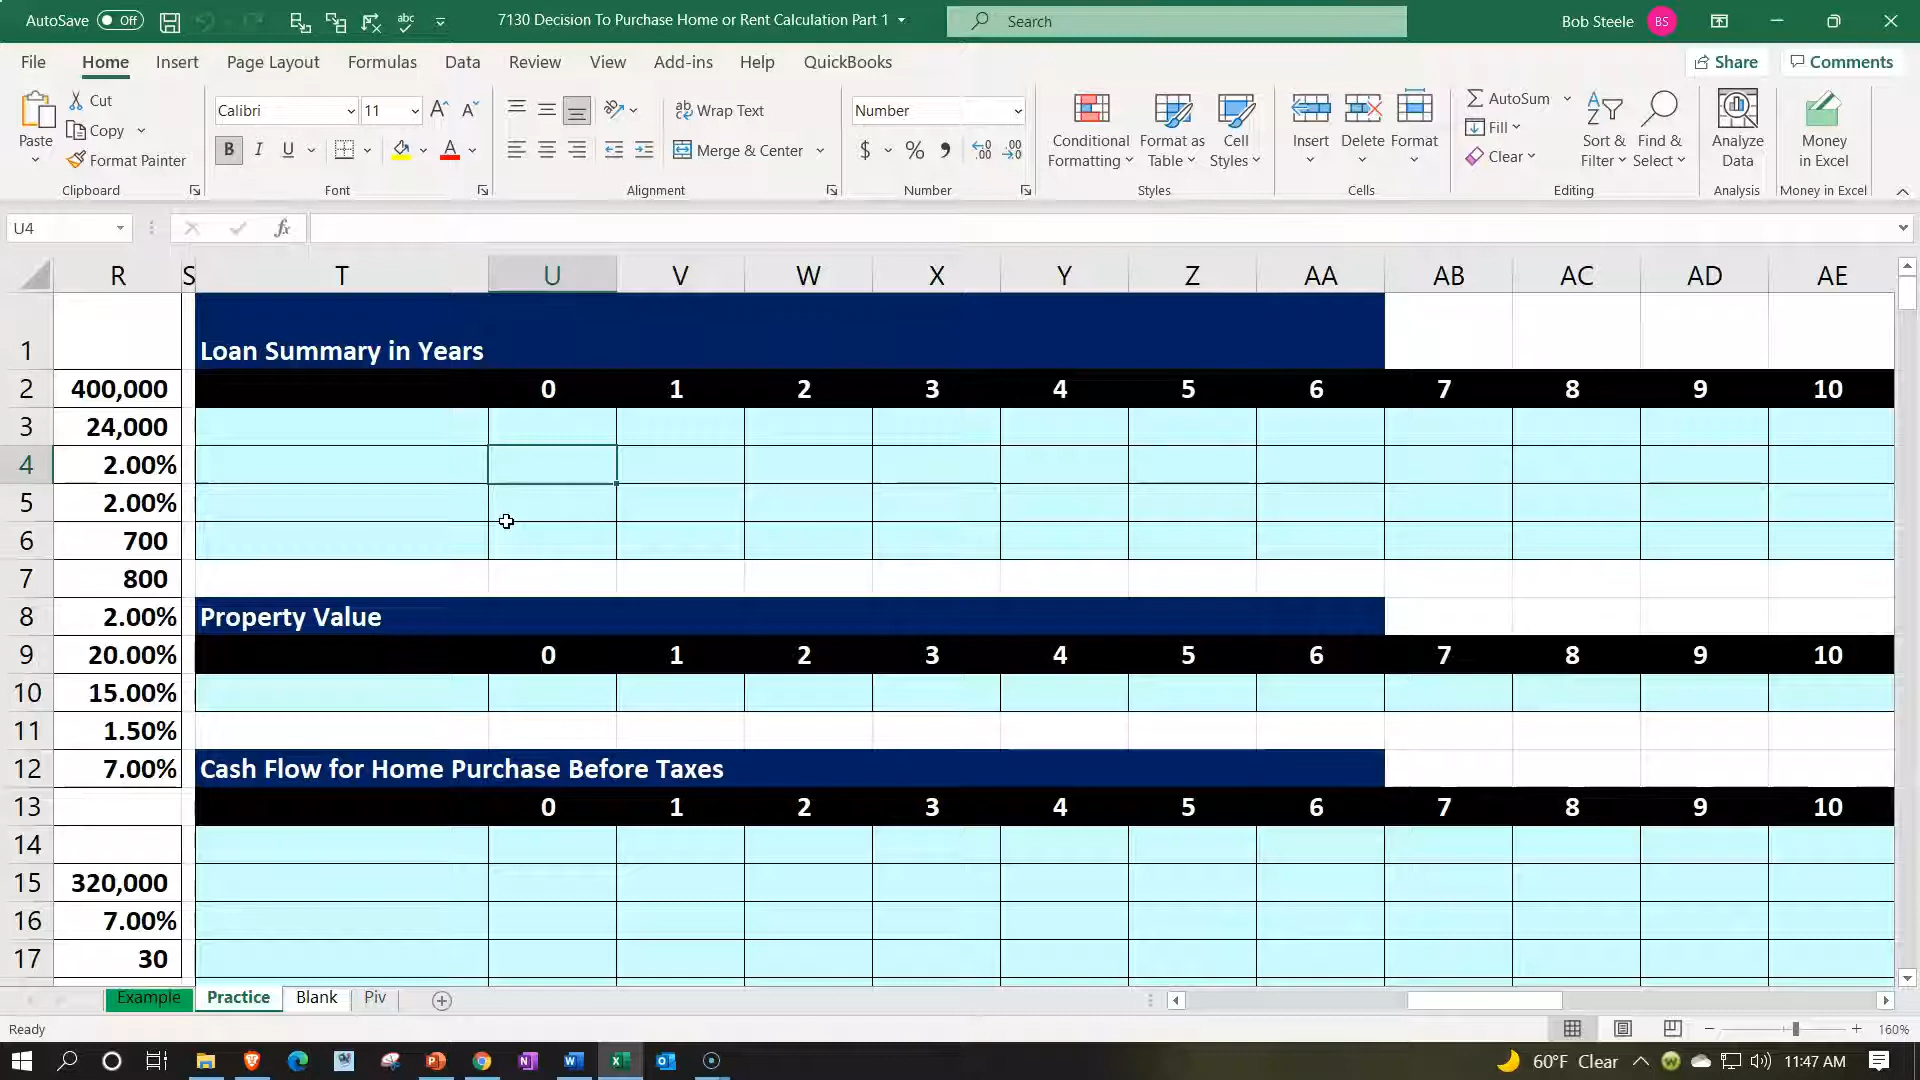 AutoSave Off
7130 Decision To Purchase Home or Rent Calculation Part 1
Search
Bob Steele BS
File Home Insert Page Layout Formulas Data Review View Add-ins Help QuickBooks
Share Comments
Paste
Cut
Copy
Format Painter
Clipboard
Calibri 11
B I U
Font
Wrap Text
Merge & Center
Alignment
Number
$ %
Number
Conditional Formatting
Format as Table
Cell Styles
Styles
Insert Delete Format
Cells
AutoSum
Fill
Clear
Sort & Filter
Find & Select
Editing
Analyze Data
Analysis
Money in Excel
Money in Excel
U4
fx
R S T U V W X Y Z AA AB AC AD AE
1 Loan Summary in Years
2 400,000 0 1 2 3 4 5 6 7 8 9 10
3 24,000
4 2.00%
5 2.00%
6 700
7 800
8 2.00% Property Value
9 20.00% 0 1 2 3 4 5 6 7 8 9 10
10 15.00%
11 1.50%
12 7.00% Cash Flow for Home Purchase Before Taxes
13 0 1 2 3 4 5 6 7 8 9 10
14
15 320,000
16 7.00%
17 30
Example Practice Blank Piv
Ready
160%
60°F Clear
11:47 AM